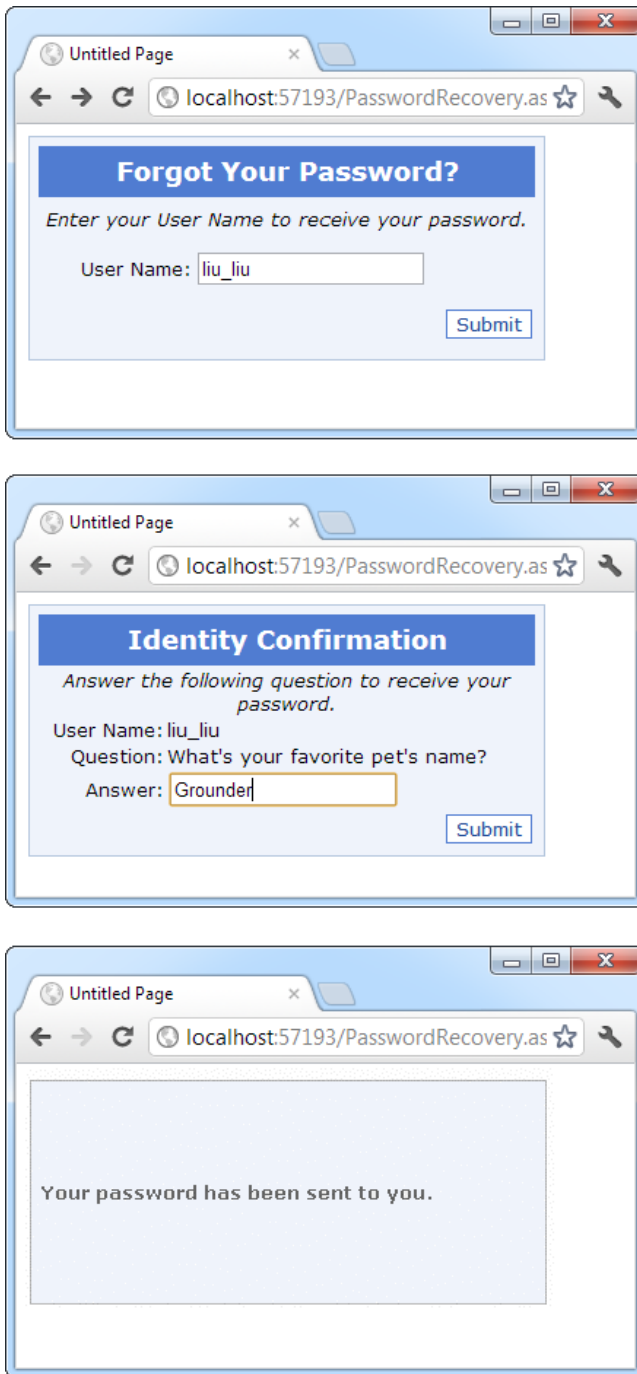 Untitled Page
localhost:57193/PasswordRecovery.as
Forgot Your Password?
Enter your User Name to receive your password.
User Name: liu_liu
Submit
Untitled Page
localhost:57193/PasswordRecovery.as
Identity Confirmation
Answer the following question to receive your
password.
User Name: liu_liu
Question: What's your favorite pet's name?
Answer: Grounder
Submit
Untitled Page
localhost:57193/PasswordRecovery.as
Your password has been sent to you.